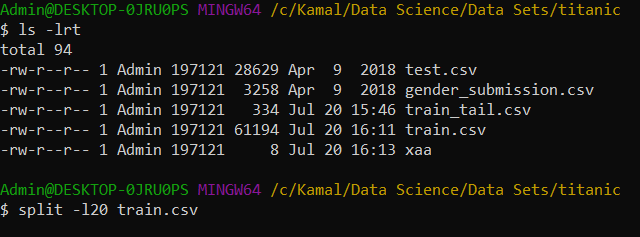 Admin@DESKTOP-0JRU0PS MINGW64 /c/Kamal/Data Science/Data Sets/titanic
$ ls -lrt
total 94
-rw-r--r-- 1 Admin 197121 28629 Apr  9  2018 test.csv
-rw-r--r-- 1 Admin 197121  3258 Apr  9  2018 gender_submission.csv
-rw-r--r-- 1 Admin 197121   334 Jul 20 15:46 train_tail.csv
-rw-r--r-- 1 Admin 197121 61194 Jul 20 16:11 train.csv
-rw-r--r-- 1 Admin 197121     8 Jul 20 16:13 xaa
Admin@DESKTOP-0JRU0PS MINGW64 /c/Kamal/Data Science/Data Sets/titanic
$ split -l20 train.csv